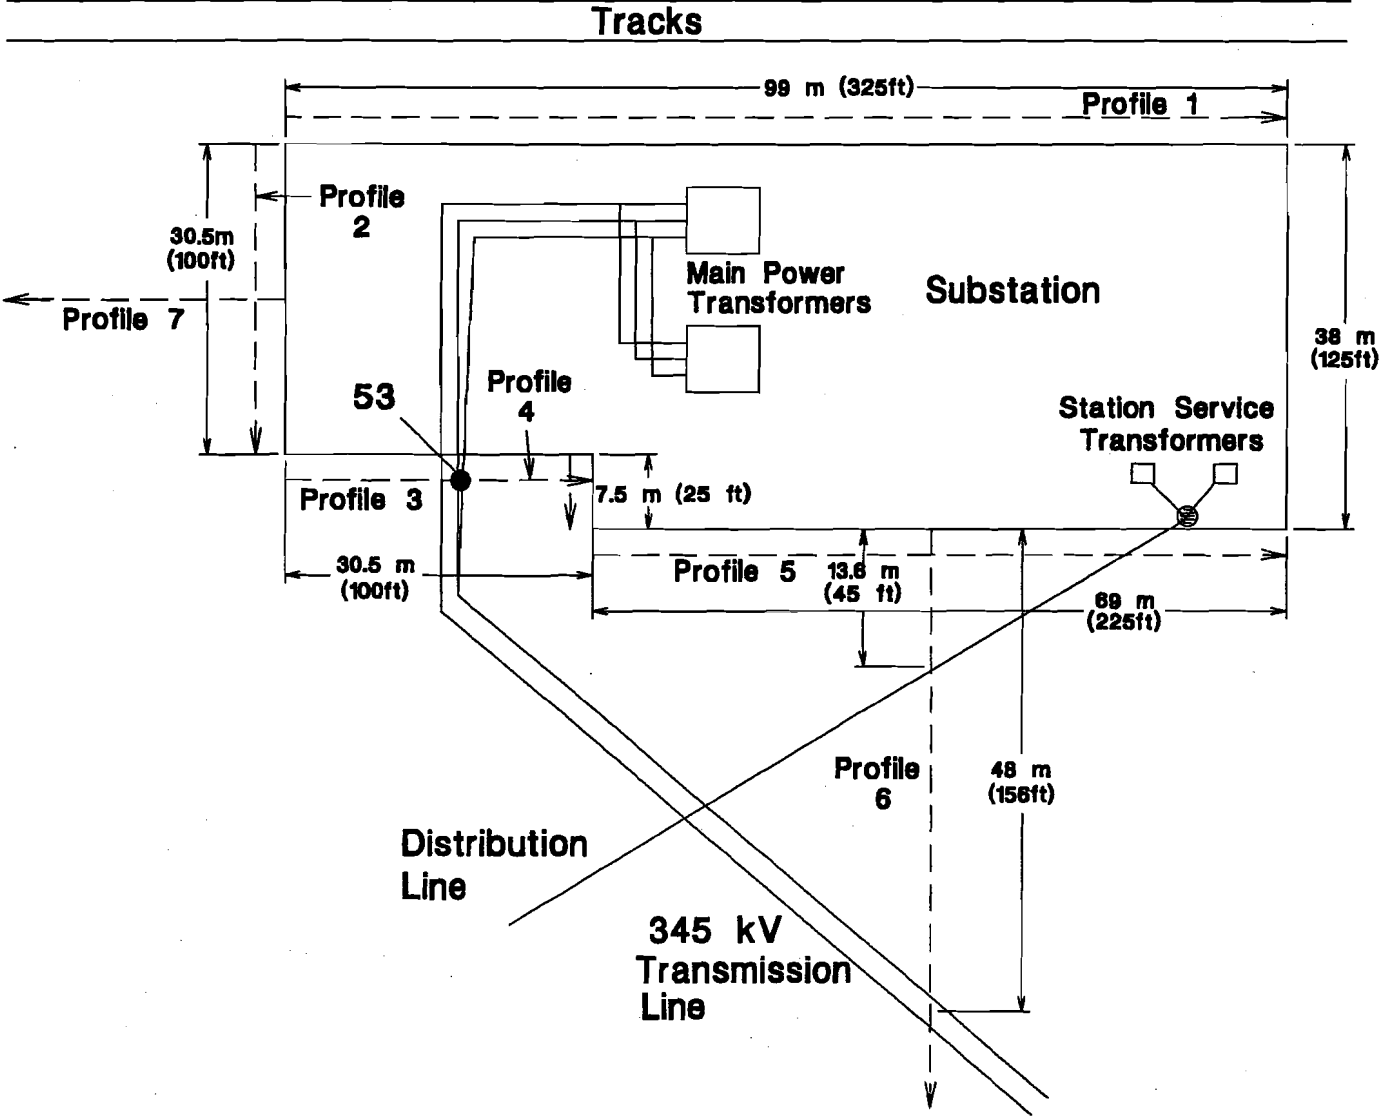 Tracks
99 m (325ft)
Profile 1
Profile
2
30.5m
(100ft)
Main Power
Transformers
Substation
Profile 7
38 m
(125ft)
53
Profile
4
Station Service
Transformers
Profile 3
7.5 m (25 ft)
30.5 m
(100ft)
Profile 5
13.6 m
(45 ft)
69 m
(225ft)
Profile
6
48 m
(156ft)
Distribution
Line
345 kV
Transmission
Line